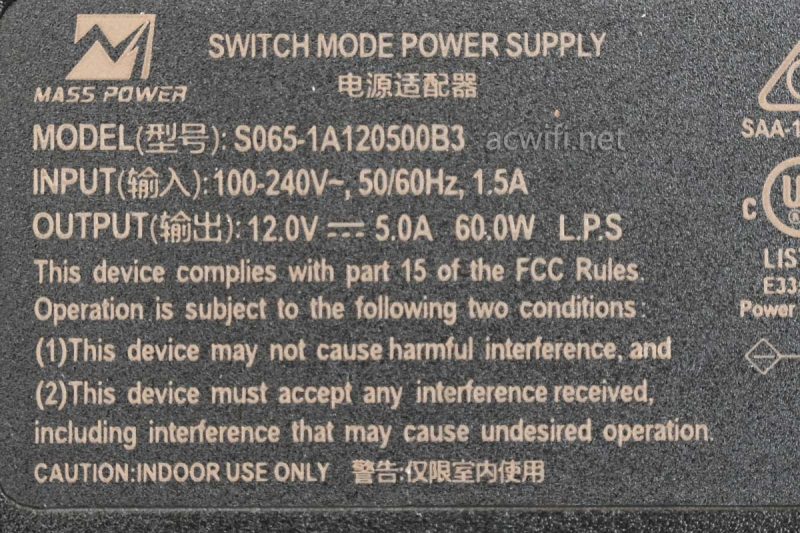 MASS POWER
SWITCH MODE POWER SUPPLY
电源适配器
MODEL(型号): S065-1A120500B3
acwifi.net
INPUT(输入): 100-240V~, 50/60Hz, 1.5A
OUTPUT(输出): 12.0V ⎓ 5.0A 60.0W L.P.S
This device complies with part 15 of the FCC Rules.
Operation is subject to the following two conditions:
(1)This device may not cause harmful interference, and
(2)This device must accept any interference received,
including interference that may cause undesired operation.
CAUTION:INDOOR USE ONLY 警告:仅限室内使用
SAA-1
C
LIS
E33
Power